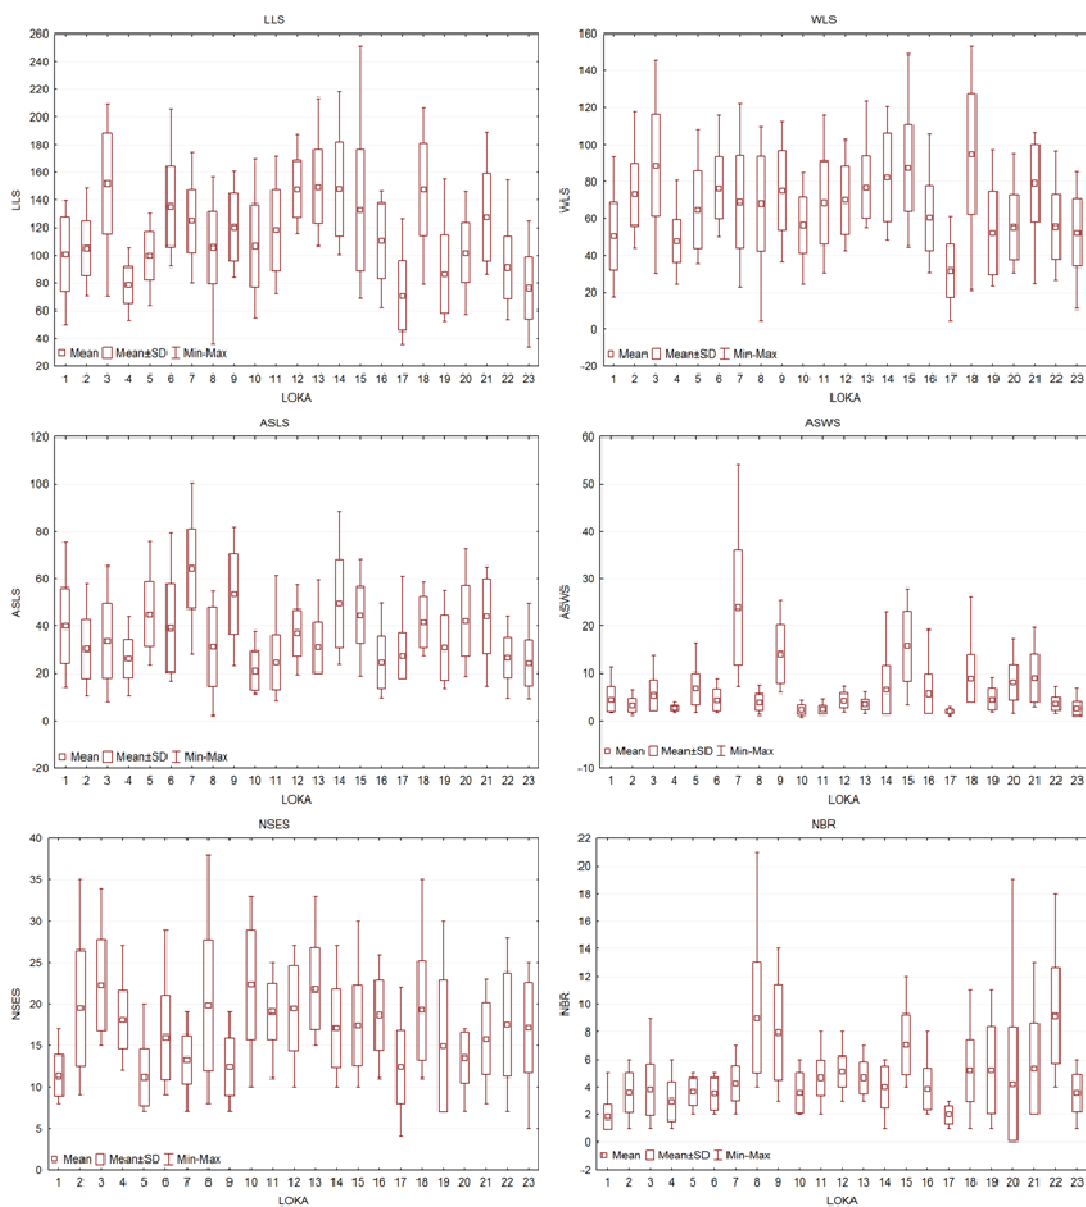 LLS
LLS
260
240
220
200
180
160
140
120
100
80
60
40
20
Mean Mean±SD Min-Max
1 2 3 4 5 6 7 8 9 10 11 12 13 14 15 16 17 18 19 20 21 22 23
LOKA
WLS
WLS
160
140
120
100
80
60
40
20
0
-20
Mean Mean±SD Min-Max
1 2 3 4 5 6 7 8 9 10 11 12 13 14 15 16 17 18 19 20 21 22 23
LOKA
ASLS
ASLS
120
100
80
60
40
20
0
-20
Mean Mean±SD Min-Max
1 2 3 4 5 6 7 8 9 10 11 12 13 14 15 16 17 18 19 20 21 22 23
LOKA
ASWS
ASWS
60
50
40
30
20
10
0
-10
Mean Mean±SD Min-Max
1 2 3 4 5 6 7 8 9 10 11 12 13 14 15 16 17 18 19 20 21 22 23
LOKA
NSES
NSES
40
35
30
25
20
15
10
5
0
Mean Mean±SD Min-Max
1 2 3 4 5 6 7 8 9 10 11 12 13 14 15 16 17 18 19 20 21 22 23
LOKA
NBR
NBR
22
20
18
16
14
12
10
8
6
4
2
0
-2
Mean Mean±SD Min-Max
1 2 3 4 5 6 7 8 9 10 11 12 13 14 15 16 17 18 19 20 21 22 23
LOKA